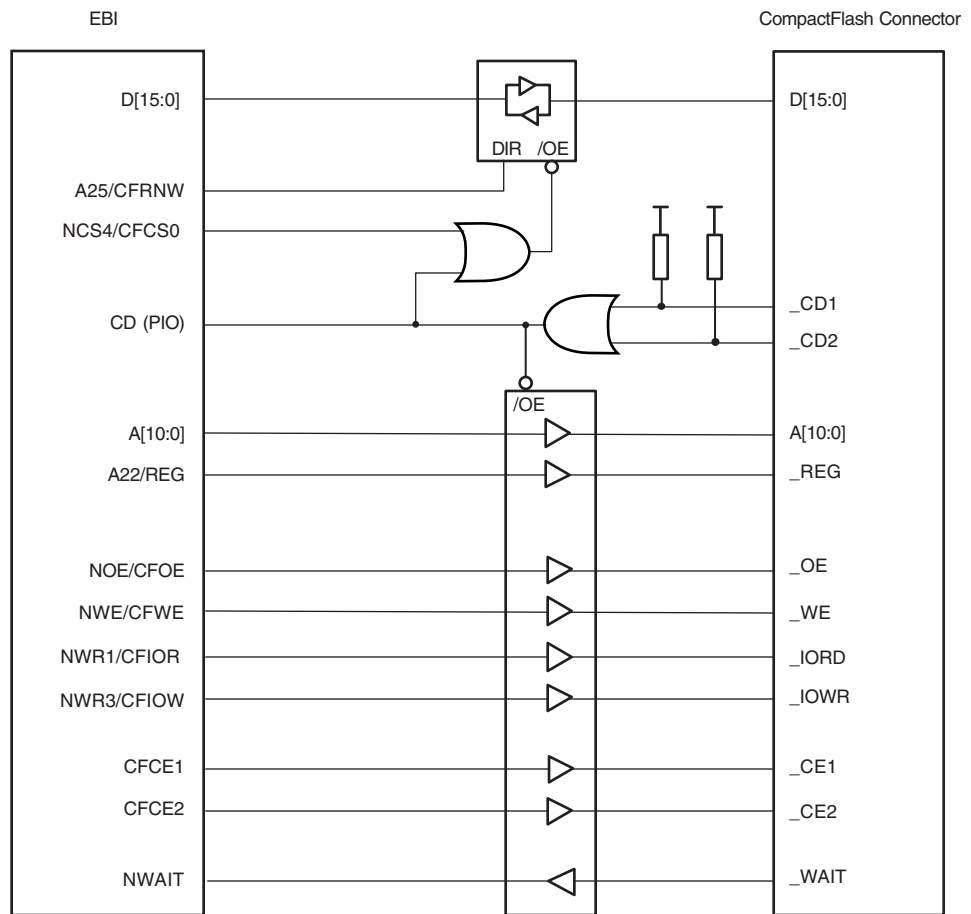 EBI CompactFlash Connector
D[15:0] D[15:0]
DIR /OE
A25/CFRNW
NCS4/CFCS0
_CD1
CD (PIO)
_CD2
/OE
A[10:0] A[10:0]
A22/REG _REG
NOE/CFOE _OE
NWE/CFWE _WE
NWR1/CFIOR _IORD
NWR3/CFIOW _IOWR
CFCE1 _CE1
CFCE2 _CE2
NWAIT _WAIT